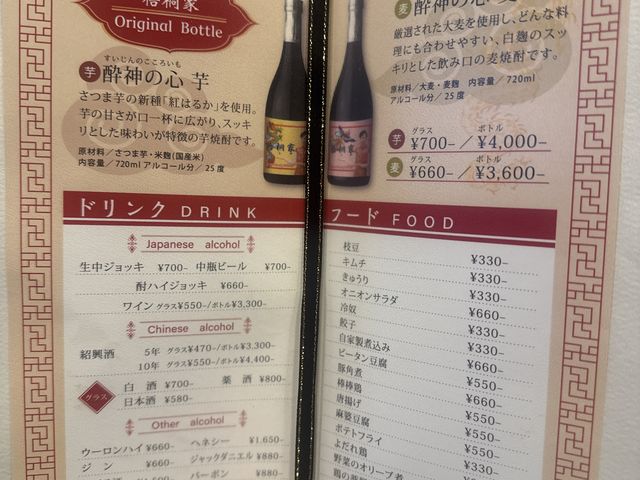 Original Bottle
芋 酔神の心 芋
すいじんのこころいも
さつま芋の新種「紅はるか」を使用。
芋の甘さが口一杯に広がり、スッキ
リとした味わいが特徴の芋焼酎です。
原材料／さつま芋・米麹(国産米)
内容量／720ml アルコール分／25度
麦 酔神の心 麦
厳選された大麦を使用し、どんな料
理にも合わせやすい、白麹のスッ
キリとした飲み口の麦焼酎です。
原材料／大麦・麦麹 内容量／720ml
アルコール分／25度
芋 グラス ¥700-／ボトル ¥4,000-
麦 グラス ¥660-／ボトル ¥3,600-
ドリンク DRINK
Japanese alcohol
生中ジョッキ ¥700- 中瓶ビール ¥700-
酎ハイジョッキ ¥660-
ワイン グラス¥550-/ボトル¥3,300-
Chinese alcohol
紹興酒 5年 グラス¥470-/ボトル¥3,300-
10年 グラス¥550-/ボトル¥4,400-
グラス
白酒 ¥700- 薬酒 ¥800-
日本酒 ¥580-
Other alcohol
ウーロンハイ ¥660- ヘネシー ¥1,650-
ジン ¥660- ジャックダニエル ¥880-
バーボン ¥880-
フード FOOD
枝豆 ¥330-
キムチ ¥330-
きゅうり ¥330-
オニオンサラダ ¥660-
冷奴 ¥330-
餃子 ¥330-
自家製煮込み ¥660-
ピータン豆腐 ¥550-
豚角煮 ¥660-
棒棒鶏 ¥550-
唐揚げ ¥550-
麻婆豆腐 ¥550-
ポテトフライ ¥330-
よだれ鶏
野菜のオリーブ煮